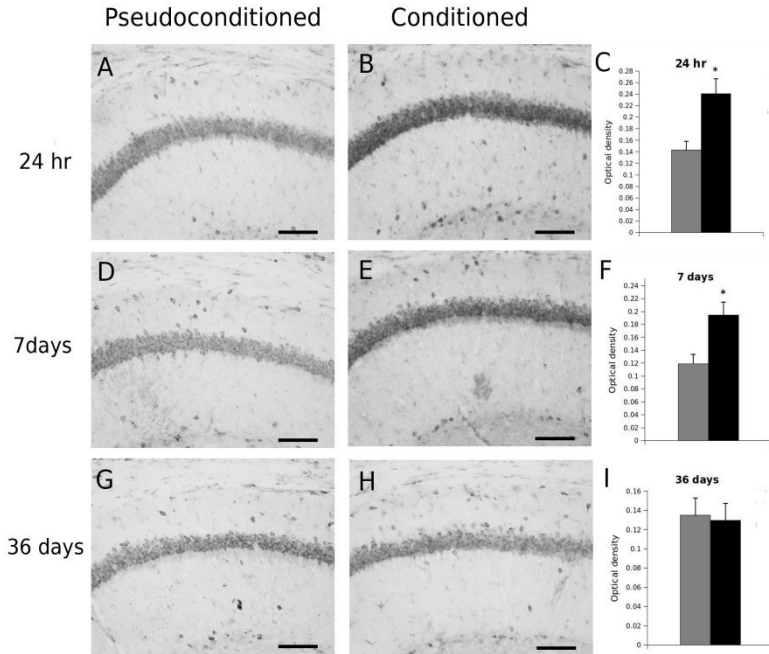 Pseudoconditioned
Conditioned
24 hr
A
B
C
24 hr
*
Optical density
0.28
0.26
0.24
0.22
0.2
0.18
0.16
0.14
0.12
0.1
0.08
0.06
0.04
0.02
0
7days
D
E
F
7 days
*
Optical density
0.24
0.22
0.2
0.18
0.16
0.14
0.12
0.1
0.08
0.06
0.04
0.02
0
36 days
G
H
I
36 days
Optical density
0.16
0.14
0.12
0.1
0.08
0.06
0.04
0.02
0